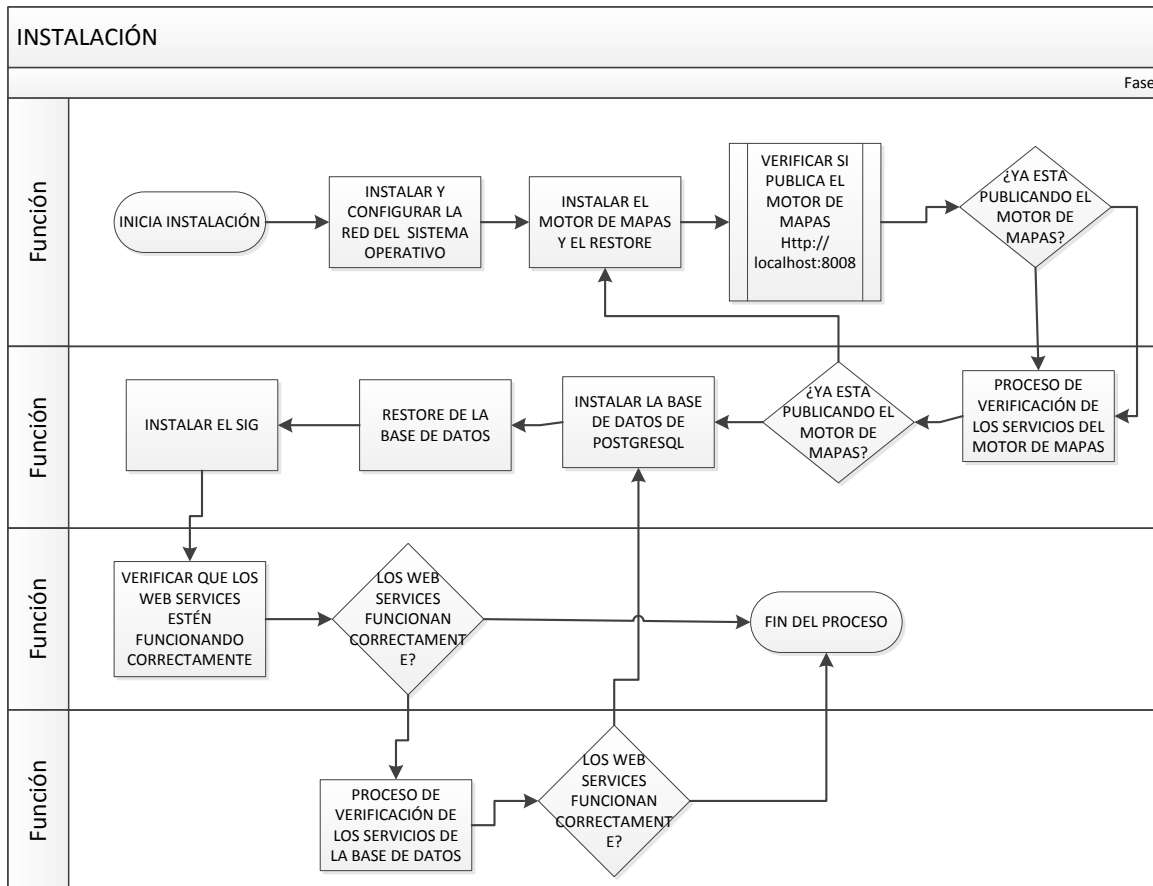 INSTALACIÓN
Fase
Función
INICIA INSTALACIÓN
INSTALAR Y
CONFIGURAR LA
RED DEL SISTEMA
OPERATIVO
INSTALAR EL
MOTOR DE MAPAS
Y EL RESTORE
VERIFICAR SI
PUBLICA EL
MOTOR DE
MAPAS
Http://
localhost:8008
¿YA ESTA
PUBLICANDO EL
MOTOR DE
MAPAS?
Función
INSTALAR EL SIG
RESTORE DE LA
BASE DE DATOS
INSTALAR LA BASE
DE DATOS DE
POSTGRESQL
¿YA ESTA
PUBLICANDO EL
MOTOR DE
MAPAS?
PROCESO DE
VERIFICACIÓN DE
LOS SERVICIOS DEL
MOTOR DE MAPAS
Función
VERIFICAR QUE LOS
WEB SERVICES
ESTÉN
FUNCIONANDO
CORRECTAMENTE
LOS WEB
SERVICES
FUNCIONAN
CORRECTAMENT
E?
FIN DEL PROCESO
Función
PROCESO DE
VERIFICACIÓN DE
LOS SERVICIOS DE
LA BASE DE DATOS
LOS WEB
SERVICES
FUNCIONAN
CORRECTAMENT
E?